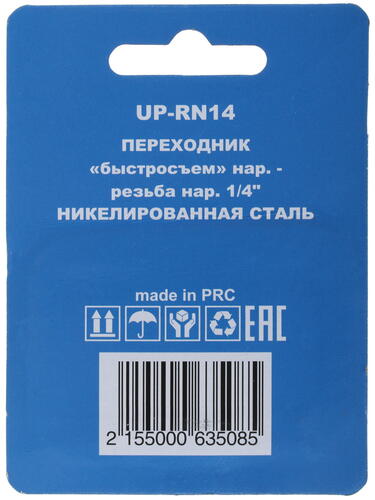 UP-RN14
ПЕРЕХОДНИК
«быстросъем» нар. -
резьба нар. 1/4"
НИКЕЛИРОВАННАЯ СТАЛЬ
made in PRC
EAC
2 155000 635085